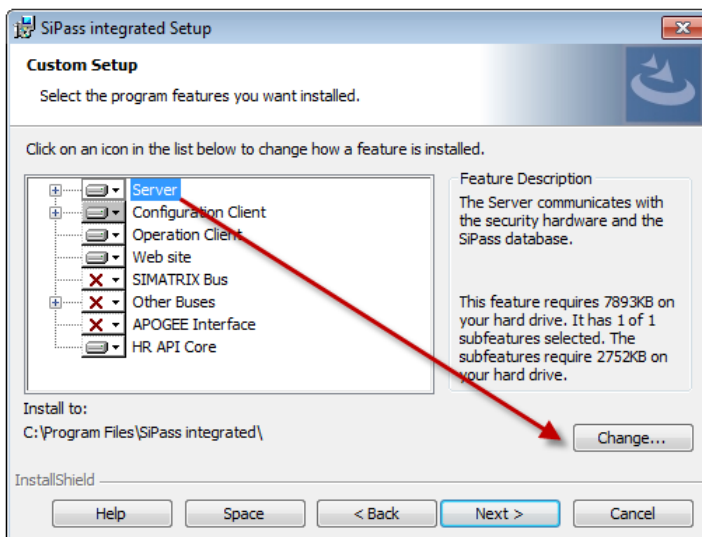 SiPass integrated Setup
Custom Setup
Select the program features you want installed.
Click on an icon in the list below to change how a feature is installed.
Server
Configuration Client
Operation Client
Web site
SIMATRIX Bus
Other Buses
APOGEE Interface
HR API Core
Feature Description
The Server communicates with
the security hardware and the
SiPass database.
This feature requires 7893KB on
your hard drive. It has 1 of 1
subfeatures selected. The
subfeatures require 2752KB on
your hard drive.
Install to:
C:\Program Files\SiPass integrated\
Change...
InstallShield
Help
Space
< Back
Next >
Cancel